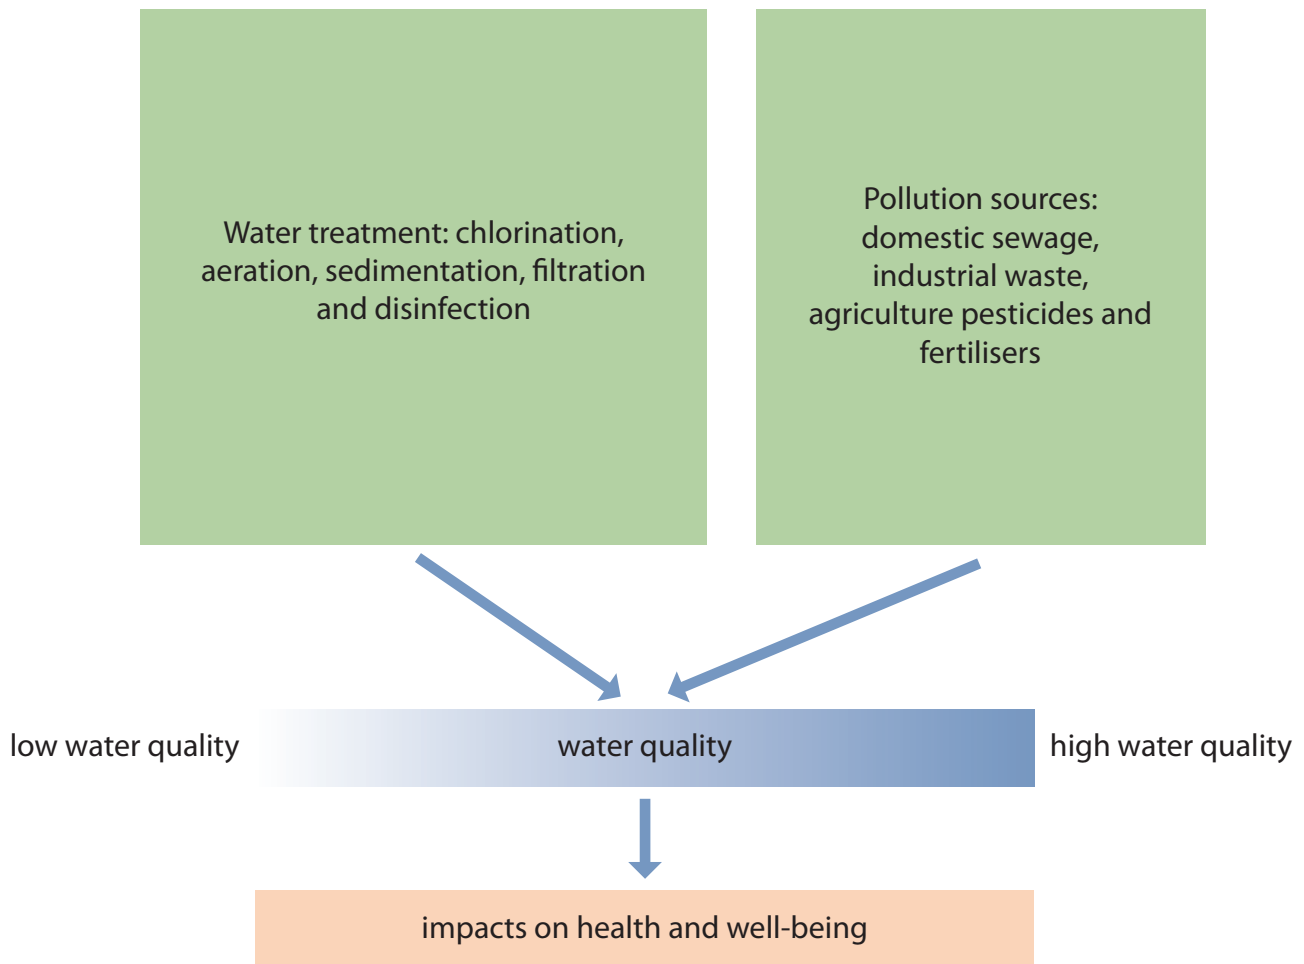 Water treatment: chlorination,
aeration, sedimentation, filtration
and disinfection
Pollution sources:
domestic sewage,
industrial waste,
agriculture pesticides and
fertilisers
low water quality
water quality
high water quality
impacts on health and well-being